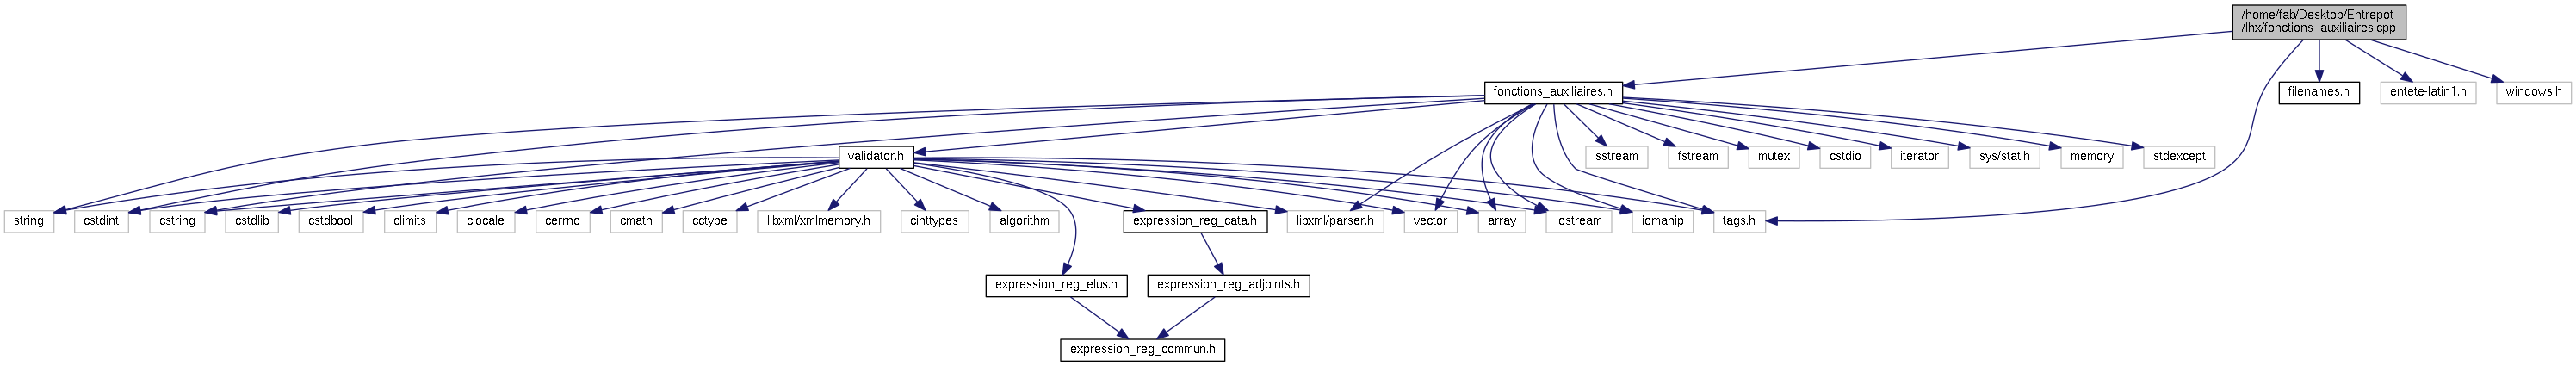 /home/fab/Desktop/Entrepot
/lhx/fonctions_auxiliaires.cpp
fonctions_auxiliaires.h
filenames.h
entete-latin1.h
windows.h
validator.h
sstream
fstream
mutex
cstdio
iterator
sys/stat.h
memory
stdexcept
string
cstdint
cstring
cstdlib
cstdbool
climits
clocale
cerrno
cmath
cctype
libxml/xmlmemory.h
cinttypes
algorithm
expression_reg_cata.h
libxml/parser.h
vector
array
iostream
iomanip
tags.h
expression_reg_elus.h
expression_reg_adjoints.h
expression_reg_commun.h